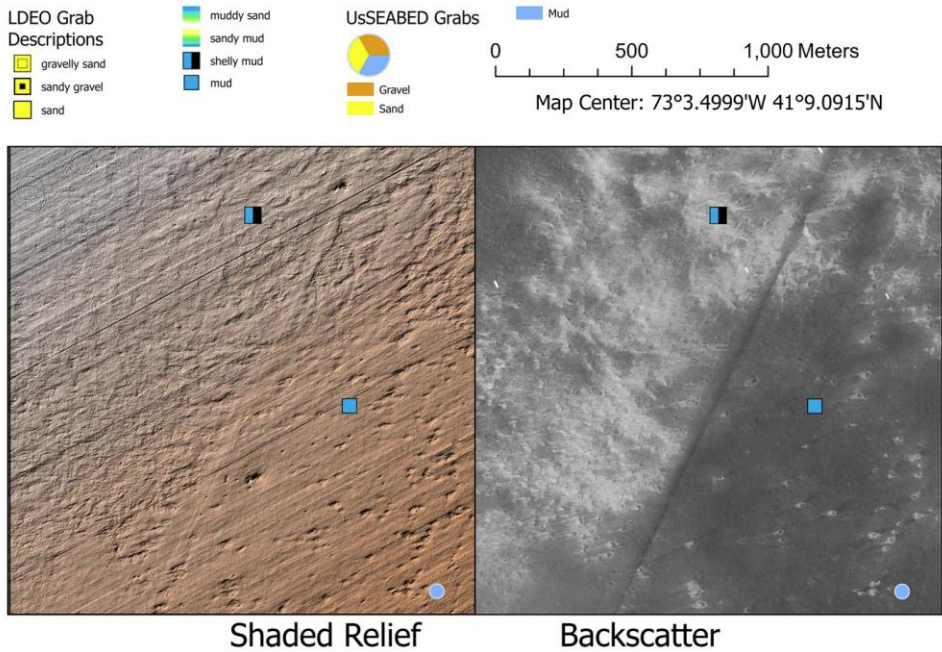 LDEO Grab
Descriptions
gravelly sand
sandy gravel
sand
muddy sand
sandy mud
shelly mud
mud
UsSEABED Grabs
Gravel
Sand
Mud
0 500 1,000 Meters
Map Center: 73°3.4999'W 41°9.0915'N
Shaded Relief
Backscatter